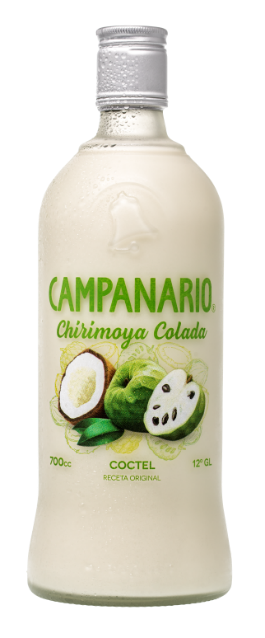 CAMPANARIO®
Chirimoya Colada
700cc COCTEL 12° GL
RECETA ORIGINAL